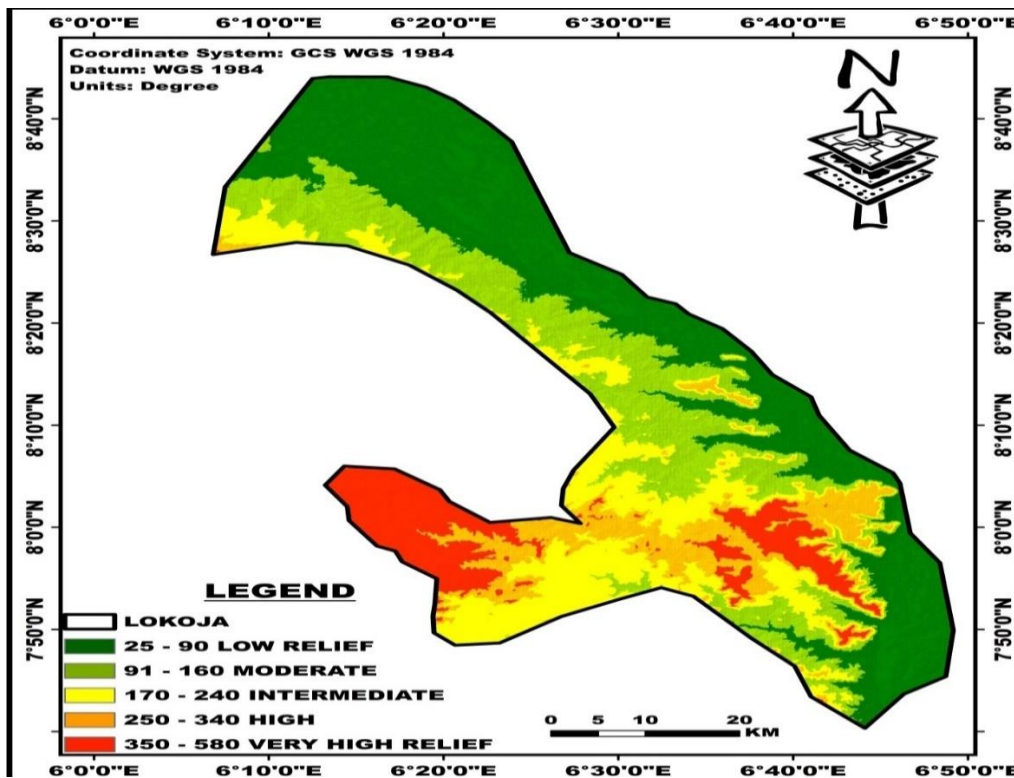 6°0'0"E 6°10'0"E 6°20'0"E 6°30'0"E 6°40'0"E 6°50'0"E
Coordinate System: GCS WGS 1984
Datum: WGS 1984
Units: Degree
N
8°40'0"N
8°30'0"N
8°20'0"N
8°10'0"N
8°0'0"N
7°50'0"N
8°40'0"N
8°30'0"N
8°20'0"N
8°10'0"N
8°0'0"N
7°50'0"N
LEGEND
LOKOJA
25 - 90 LOW RELIEF
91 - 160 MODERATE
170 - 240 INTERMEDIATE
250 - 340 HIGH
350 - 580 VERY HIGH RELIEF
0 5 10 20
KM
6°0'0"E 6°10'0"E 6°20'0"E 6°30'0"E 6°40'0"E 6°50'0"E